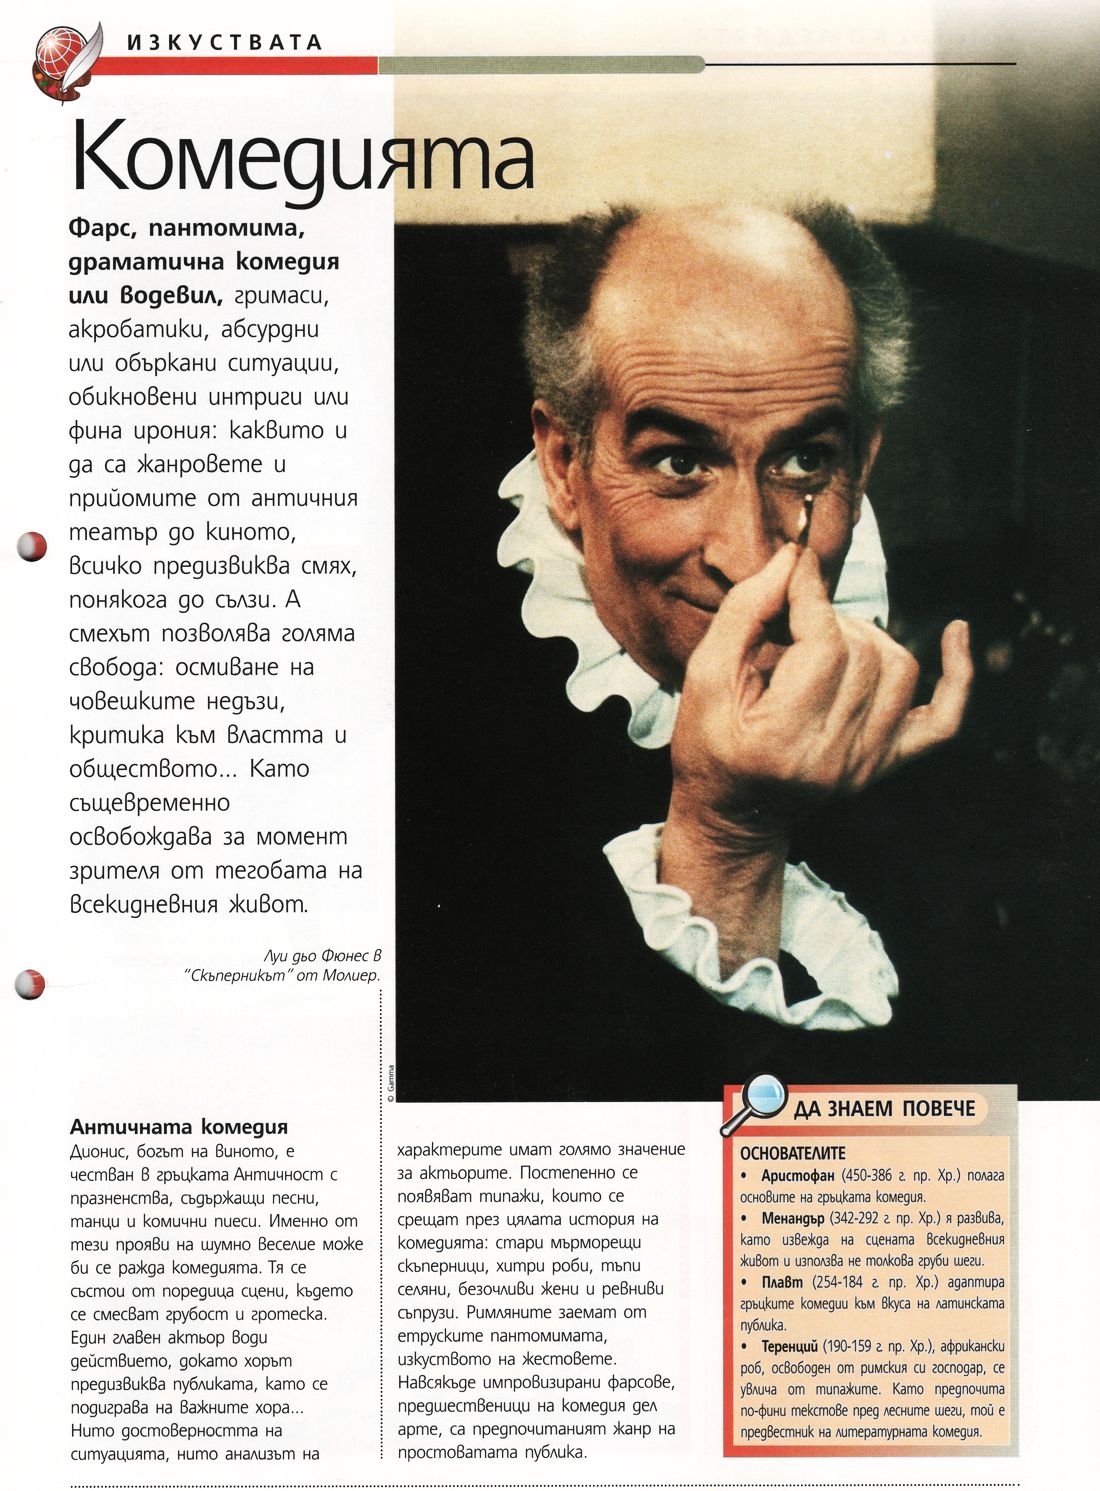 ИЗКУСТВАТА
Комедията
Фарс, пантомима,
драматична комедия
или водевил, гримаси,
акробатики, абсурдни
или объркани ситуации,
обикновени интриги или
фина ирония: каквито и
да са жанровете и
прийомите от античния
театър до киното,
всичко предизвиква смях,
понякога до сълзи. А
смехът позволява голяма
свобода: осмиване на
човешките недъзи,
критика към властта и
обществото... Като
същевременно
освобождава за момент
зрителя от теготата на
всекидневния живот.
Луи дьо Фюнес в
"Скъперникът" от Молиер.
© Gamma
Античната комедия
Дионис, богът на виното, е
честван в гръцката Античност с
празненства, съдържащи песни,
танци и комични пиеси. Именно от
тези прояви на шумно веселие може
би се ражда комедията. Тя се
състои от поредица сцени, където
се смесват грубост и гротеска.
Един главен актьор води
действието, докато хорът
предизвиква публиката, като се
подиграва на важните хора...
Нито достоверността на
ситуацията, нито анализът на
характерите имат голямо значение
за актьорите. Постепенно се
появяват типажи, които се
срещат през цялата история на
комедията: стари мърморещи
скъперници, хитри роби, тъпи
селяни, безочливи жени и ревниви
съпрузи. Римляните заемат от
етруските пантомимата,
изкуството на жестовете.
Навсякъде импровизирани фарсове,
предшественици на комедия дел
арте, са предпочитаният жанр на
простоватата публика.
ДА ЗНАЕМ ПОВЕЧЕ
ОСНОВАТЕЛИТЕ
• Аристофан (450-386 г. пр. Хр.) полага
основите на гръцката комедия.
• Менандър (342-292 г. пр. Хр.) я развива,
като извежда на сцената всекидневния
живот и използва не толкова груби шеги.
• Плавт (254-184 г. пр. Хр.) адаптира
гръцките комедии към вкуса на латинската
публика.
• Теренций (190-159 г. пр. Хр.), африкански
роб, освободен от римския си господар, се
увлича от типажите. Като предпочита
по-фини текстове пред лесните шеги, той е
предвестник на литературната комедия.